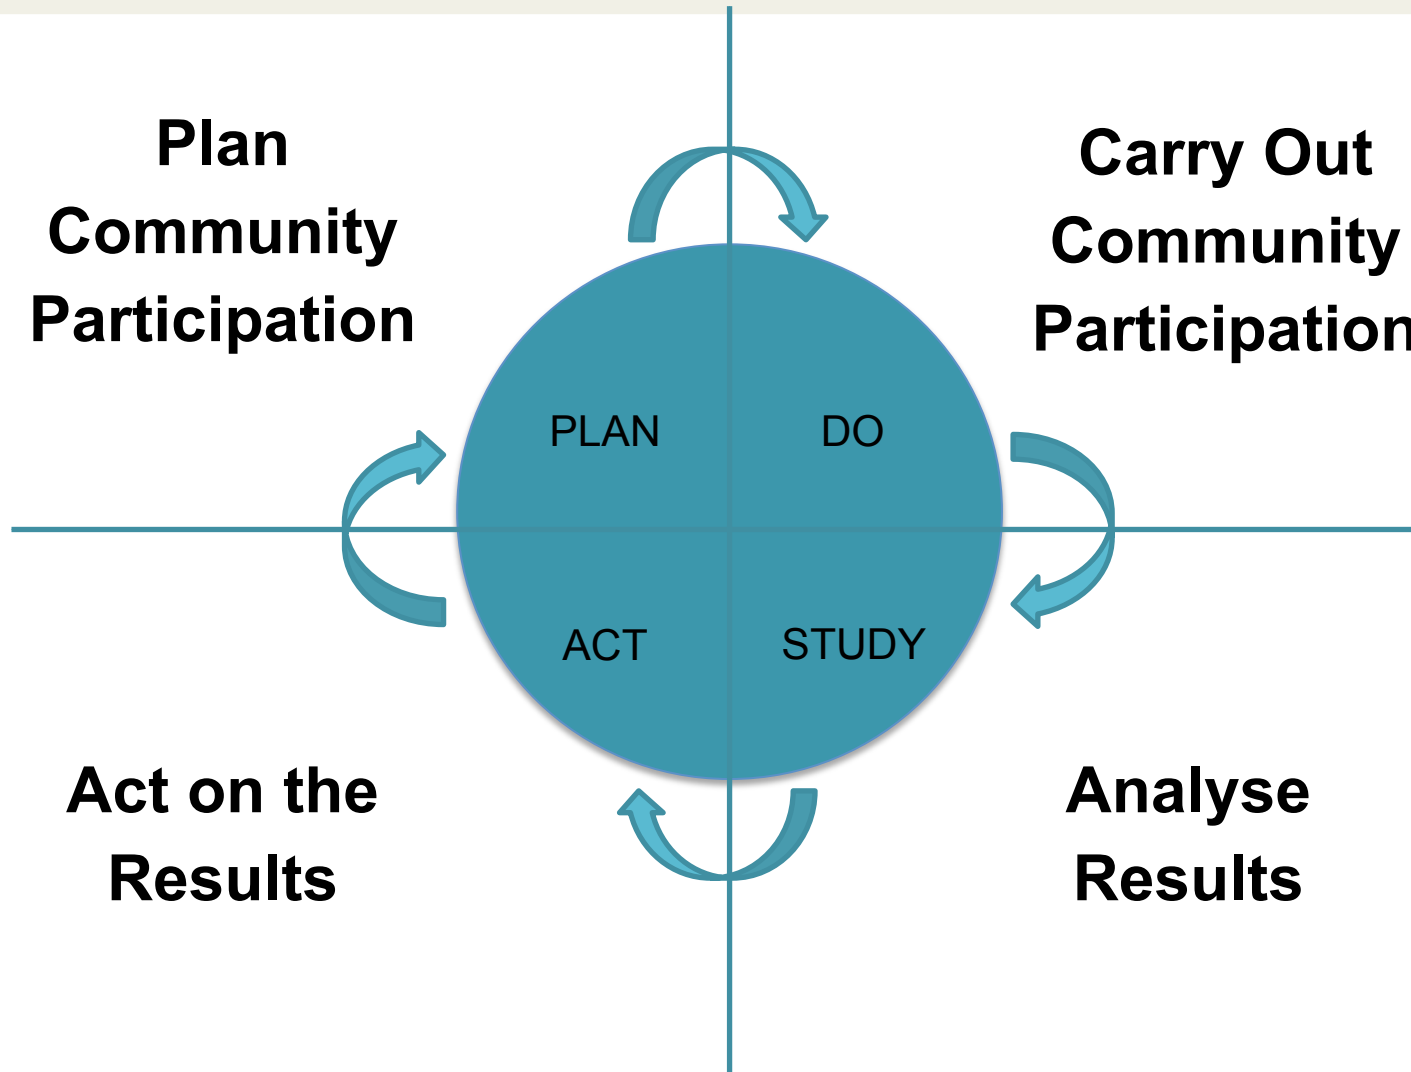 Plan
Community
Participation
Carry Out
Community
Participation
PLAN
DO
ACT
STUDY
Act on the
Results
Analyse
Results